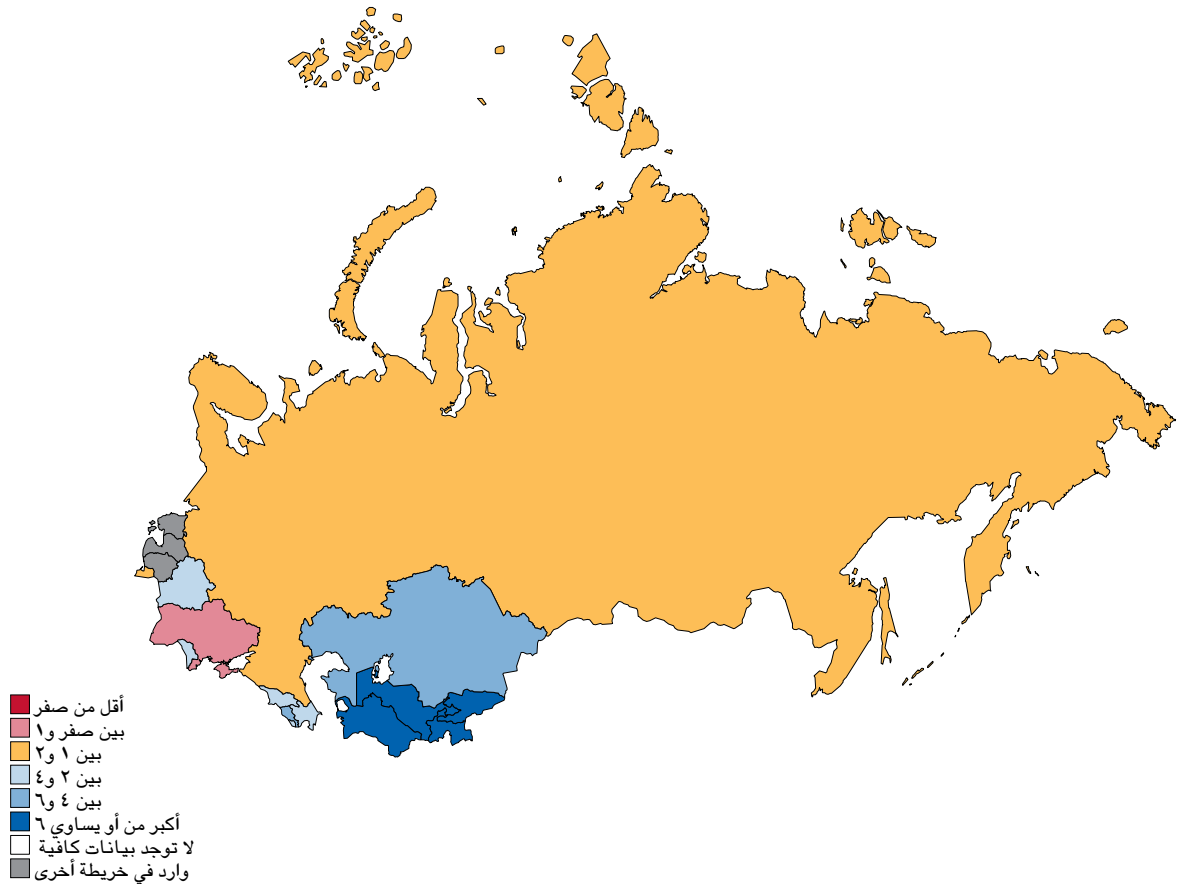 أقل من صفر
بين صفر و١
بين ١ و٢
بين ٢ و٤
بين ٤ و٦
أكبر من أو يساوي ٦
لا توجد بيانات كافية
وارد في خريطة أخرى